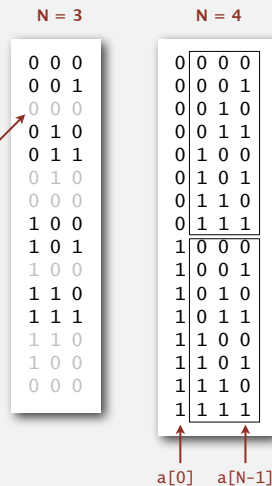 N = 3
0 0 0
0 0 1
0 0 0
0 1 0
0 1 1
0 1 0
0 0 0
1 0 0
1 0 1
1 0 0
1 1 0
1 1 1
1 1 0
1 0 0
0 0 0
N = 4
0 0 0 0
0 0 0 1
0 0 1 0
0 0 1 1
0 1 0 0
0 1 0 1
0 1 1 0
0 1 1 1
1 0 0 0
1 0 0 1
1 0 1 0
1 0 1 1
1 1 0 0
1 1 0 1
1 1 1 0
1 1 1 1
a[0] a[N-1]